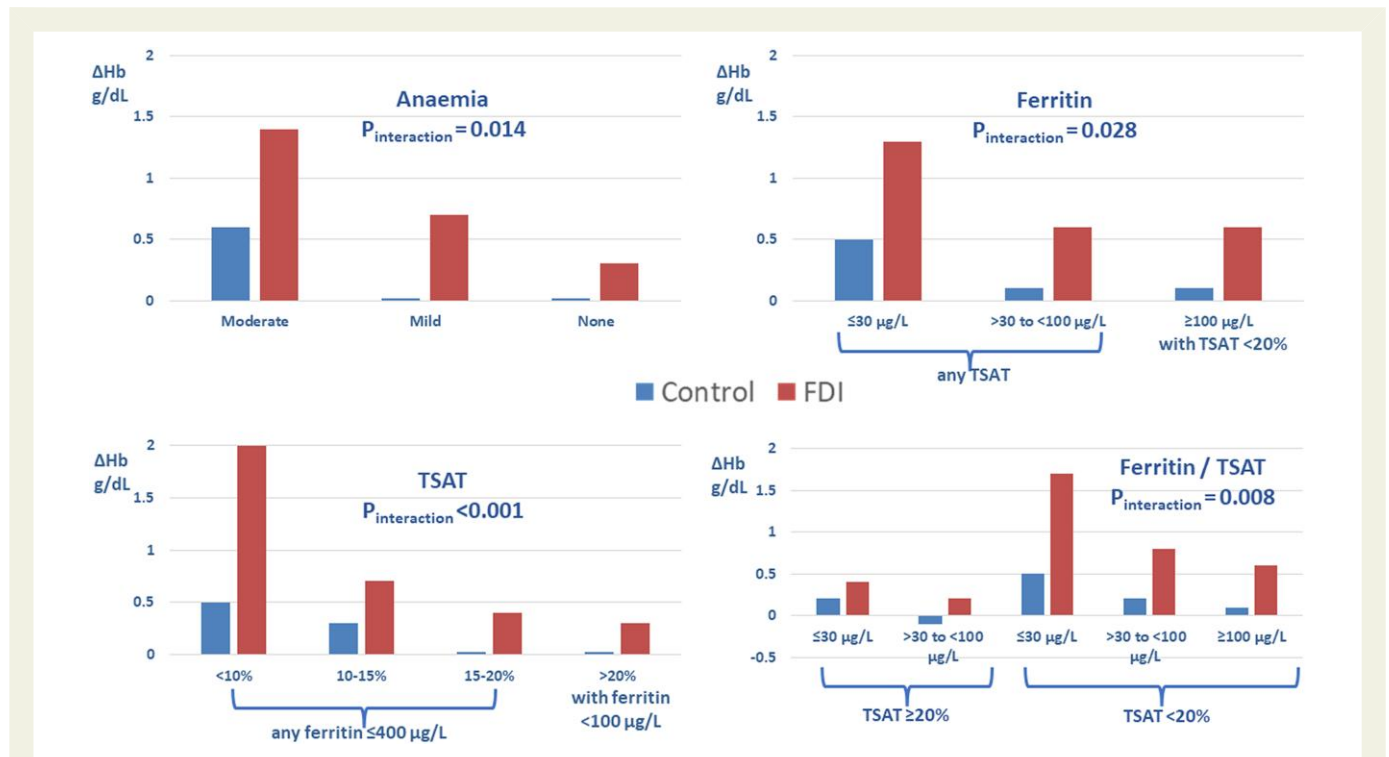 ΔHb
g/dL
2
1.5
1
0.5
0
Anaemia
Pinteraction = 0.014
Moderate
Mild
None
ΔHb
g/dL
2
1.5
1
0.5
0
Ferritin
Pinteraction = 0.028
≤30 µg/L
>30 to <100 µg/L
≥100 µg/L
with TSAT <20%
any TSAT
Control
FDI
ΔHb
g/dL
2
1.5
1
0.5
0
TSAT
Pinteraction <0.001
<10%
10-15%
15-20%
>20%
with ferritin
<100 µg/L
any ferritin ≤400 µg/L
ΔHb
g/dL
2
1.5
1
0.5
0
-0.5
Ferritin / TSAT
Pinteraction = 0.008
≤30 µg/L
>30 to <100
µg/L
≤30 µg/L
>30 to <100
µg/L
≥100 µg/L
TSAT ≥20%
TSAT <20%